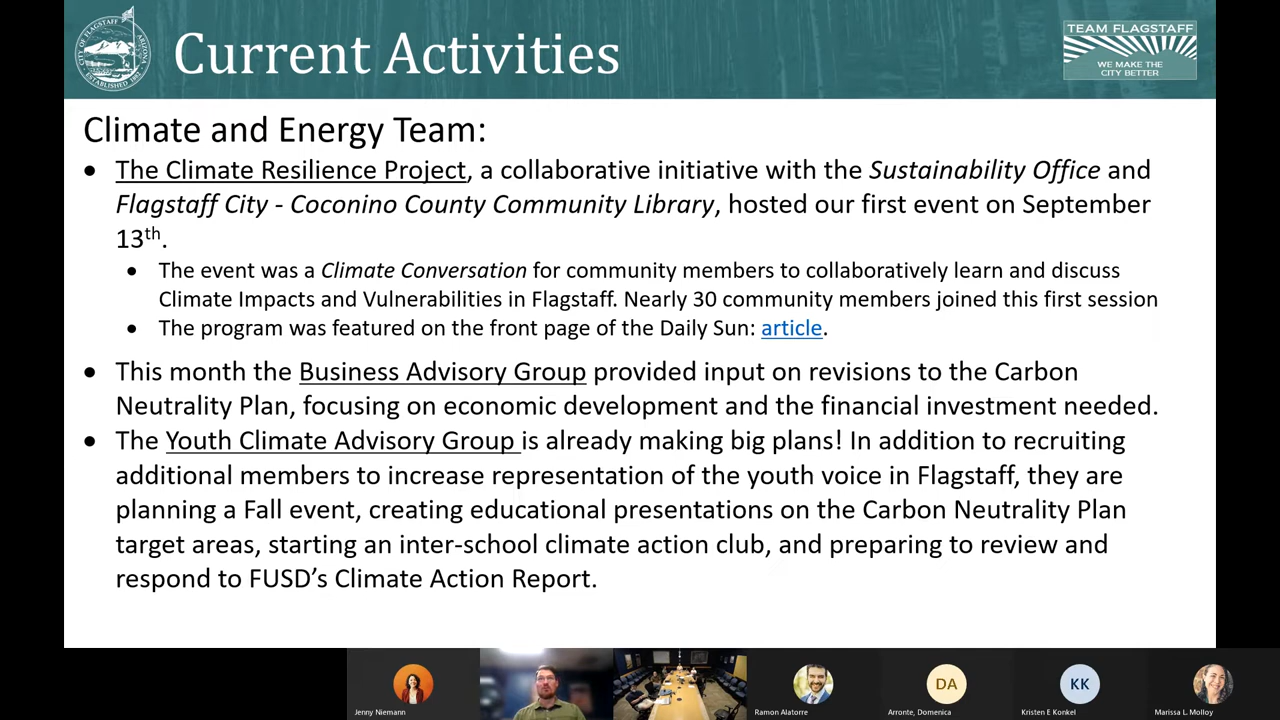 CITY OF FLAGSTAFF
ARIZONA
ESTABLISHED 1882
Current Activities
TEAM FLAGSTAFF
WE MAKE THE
CITY BETTER
Climate and Energy Team:
• The Climate Resilience Project, a collaborative initiative with the Sustainability Office and
Flagstaff City - Coconino County Community Library, hosted our first event on September
13th.
• The event was a Climate Conversation for community members to collaboratively learn and discuss
Climate Impacts and Vulnerabilities in Flagstaff. Nearly 30 community members joined this first session
• The program was featured on the front page of the Daily Sun: article.
• This month the Business Advisory Group provided input on revisions to the Carbon
Neutrality Plan, focusing on economic development and the financial investment needed.
• The Youth Climate Advisory Group is already making big plans! In addition to recruiting
additional members to increase representation of the youth voice in Flagstaff, they are
planning a Fall event, creating educational presentations on the Carbon Neutrality Plan
target areas, starting an inter-school climate action club, and preparing to review and
respond to FUSD’s Climate Action Report.
DA
KK
Jenny Niemann
Ramon Alatorre
Arronte, Domenica
Kristen E Konkel
Marissa L. Molloy